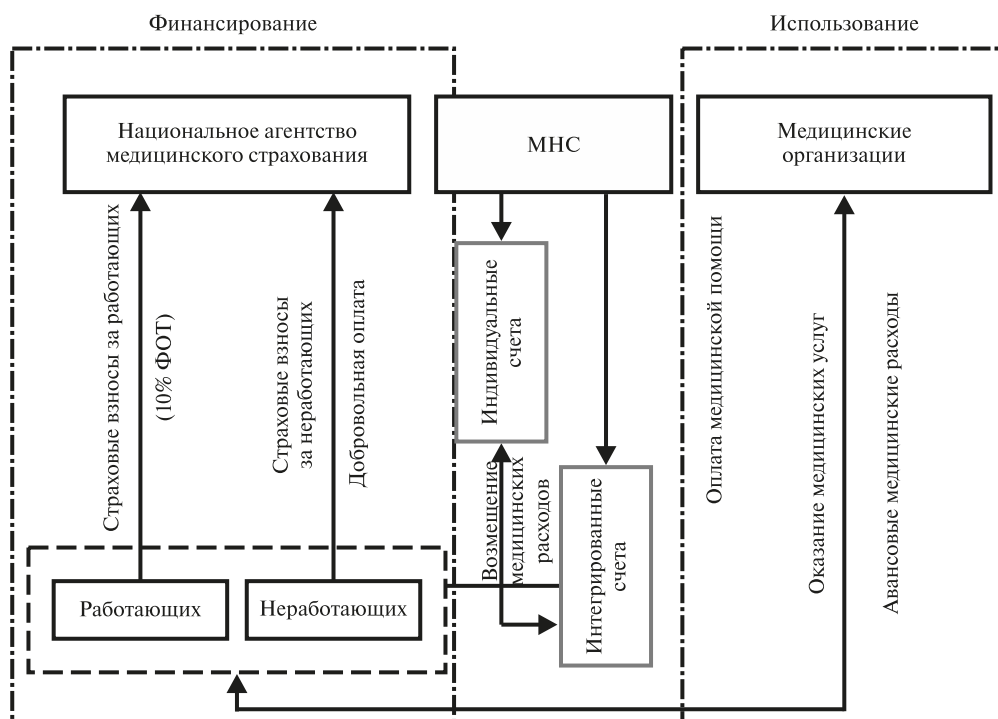 Финансирование
Использование
Национальное агентство
медицинского страхования
МНС
Медицинские
организации
Страховые взносы за работающих
(10% ФОТ)
Страховые взносы
за неработающих
Добровольная оплата
Индивидуальные
счета
Возмещение
медицинских
расходов
Интегрированные
счета
Оплата медицинской помощи
Оказание медицинских услуг
Авансовые медицинские расходы
Работающих
Неработающих